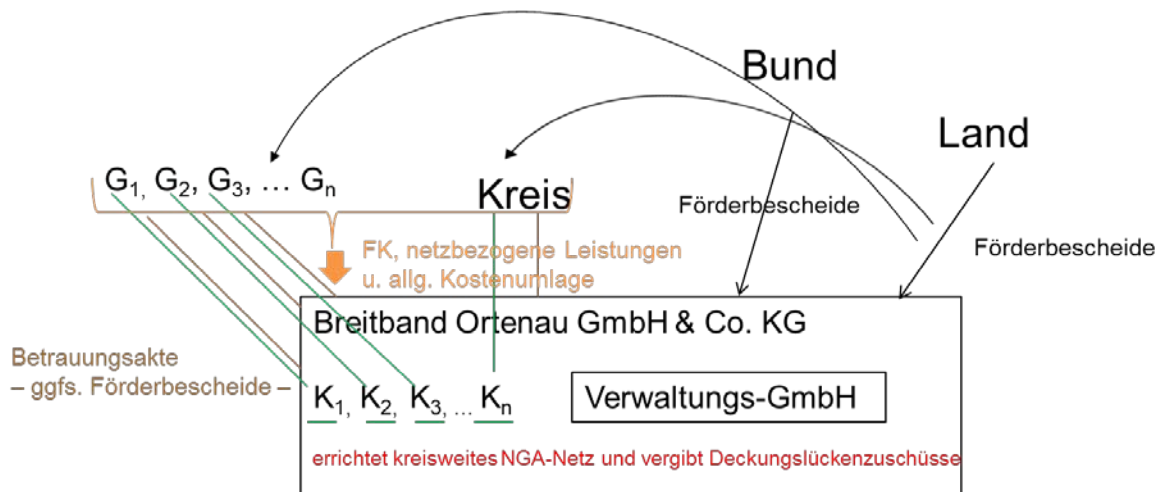 Bund
Land
G1, G2, G3, ... Gn
Kreis
Förderbescheide
Förderbescheide
FK, netzbezogene Leistungen
u. allg. Kostenumlage
Breitband Ortenau GmbH & Co. KG
Betrauungsakte
– ggfs. Förderbescheide –
K1, K2, K3, ... Kn
Verwaltungs-GmbH
errichtet kreisweites NGA-Netz und vergibt Deckungslückenzuschüsse